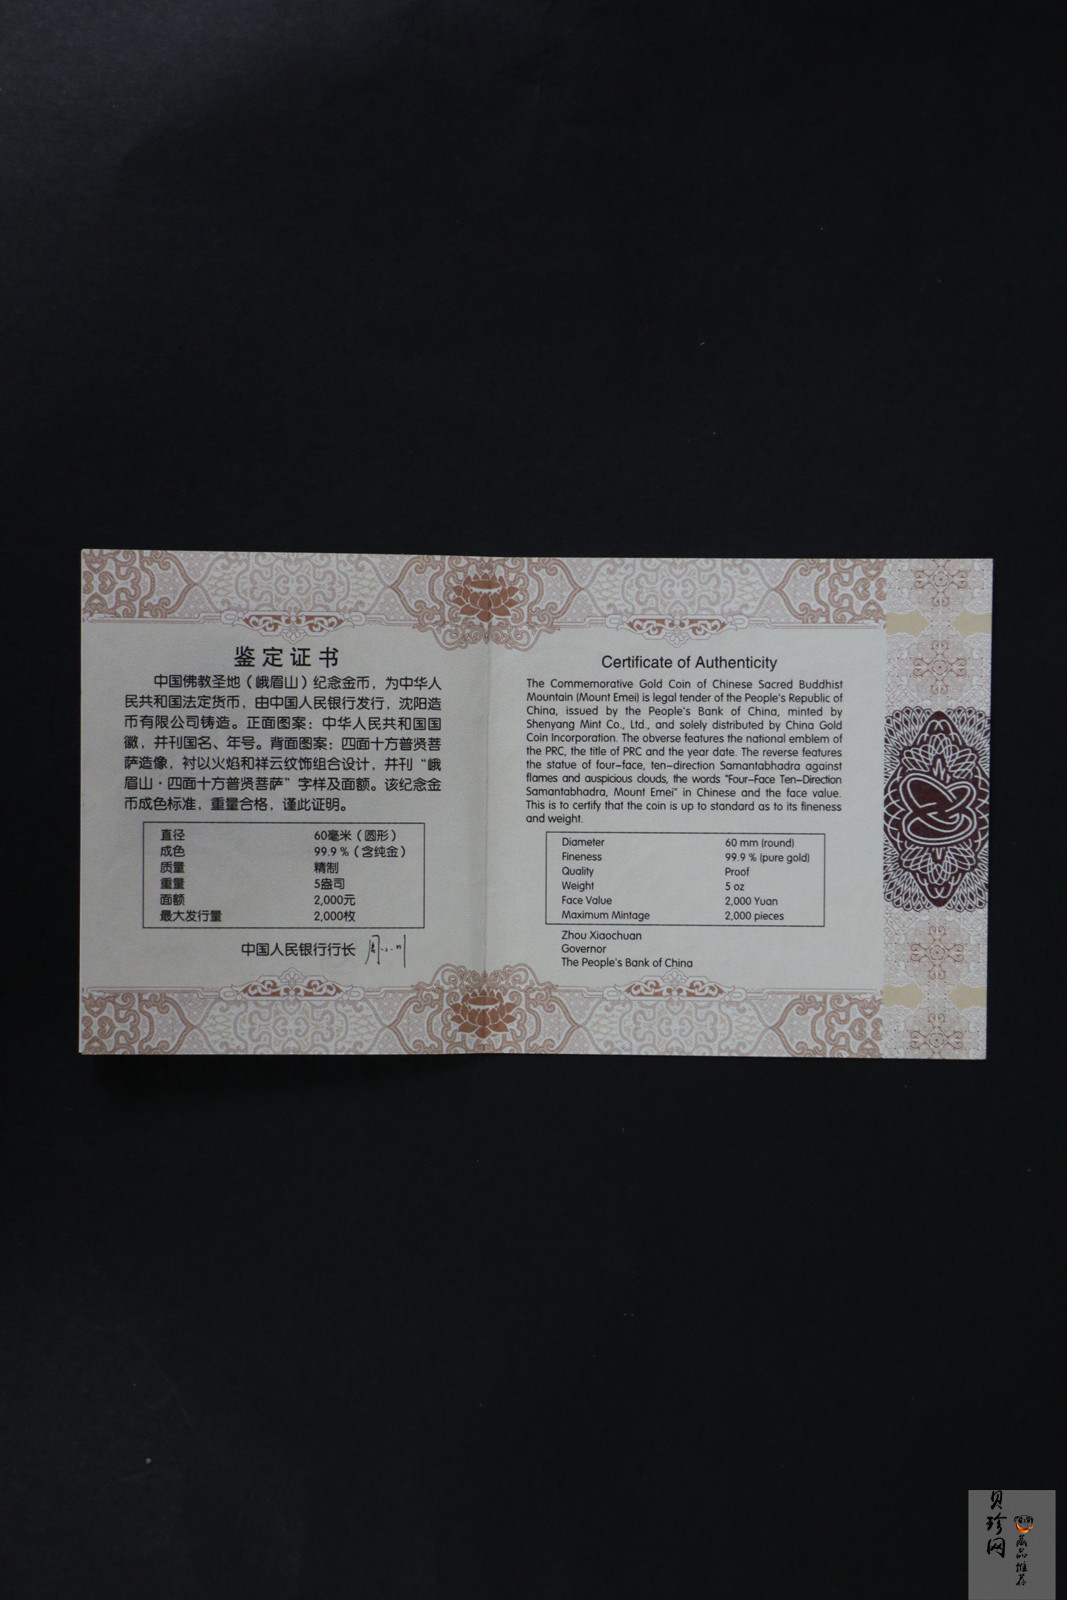 鉴定证书
中国佛教圣地（峨眉山）纪念金币，为中华人
民共和国法定货币，由中国人民银行发行，沈阳造
币有限公司铸造。正面图案：中华人民共和国国
徽，并刊国名、年号。背面图案：四面十方普贤菩
萨造像，衬以火焰和祥云纹饰组合设计，并刊“峨
眉山·四面十方普贤菩萨”字样及面额。该纪念金
币成色标准，重量合格，谨此证明。
直径 60毫米（圆形）
成色 99.9 %（含纯金）
质量 精制
重量 5盎司
面额 2,000元
最大发行量 2,000枚
中国人民银行行长
Certificate of Authenticity
The Commemorative Gold Coin of Chinese Sacred Buddhist
Mountain (Mount Emei) is legal tender of the People's Republic of
China, issued by the People's Bank of China, minted by
Shenyang Mint Co., Ltd., and solely distributed by China Gold
Coin Incorporation. The obverse features the national emblem of
the PRC, the title of PRC and the year date. The reverse features
the statue of four-face, ten-direction Samantabhadra against
flames and auspicious clouds, the words "Four-Face Ten-Direction
Samantabhadra, Mount Emei" in Chinese and the face value.
This is to certify that the coin is up to standard as to its fineness
and weight.
Diameter 60 mm (round)
Fineness 99.9 % (pure gold)
Quality Proof
Weight 5 oz
Face Value 2,000 Yuan
Maximum Mintage 2,000 pieces
Zhou Xiaochuan
Governor
The People's Bank of China
贝珍网
藏品推荐